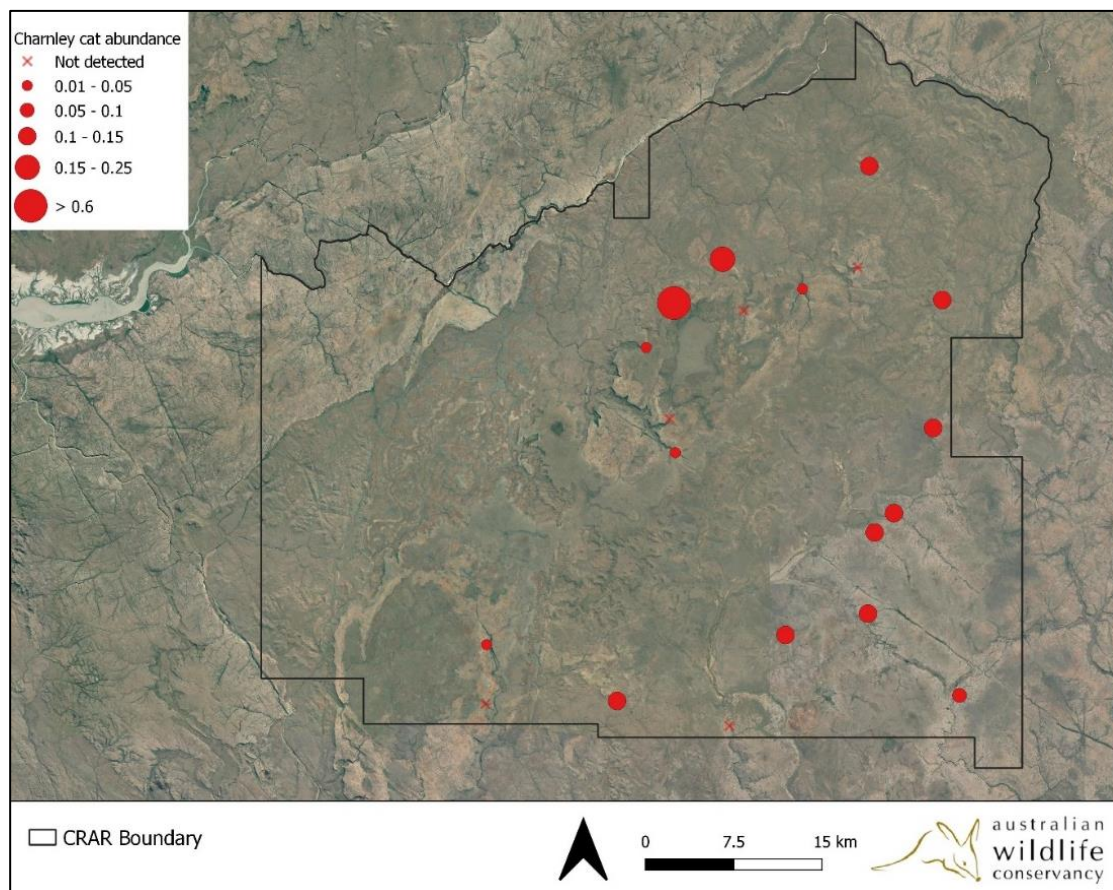 Charnley cat abundance
Not detected
0.01 - 0.05
0.05 - 0.1
0.1 - 0.15
0.15 - 0.25
> 0.6
CRAR Boundary
0 7.5 15 km
australian
wildlife
conservancy